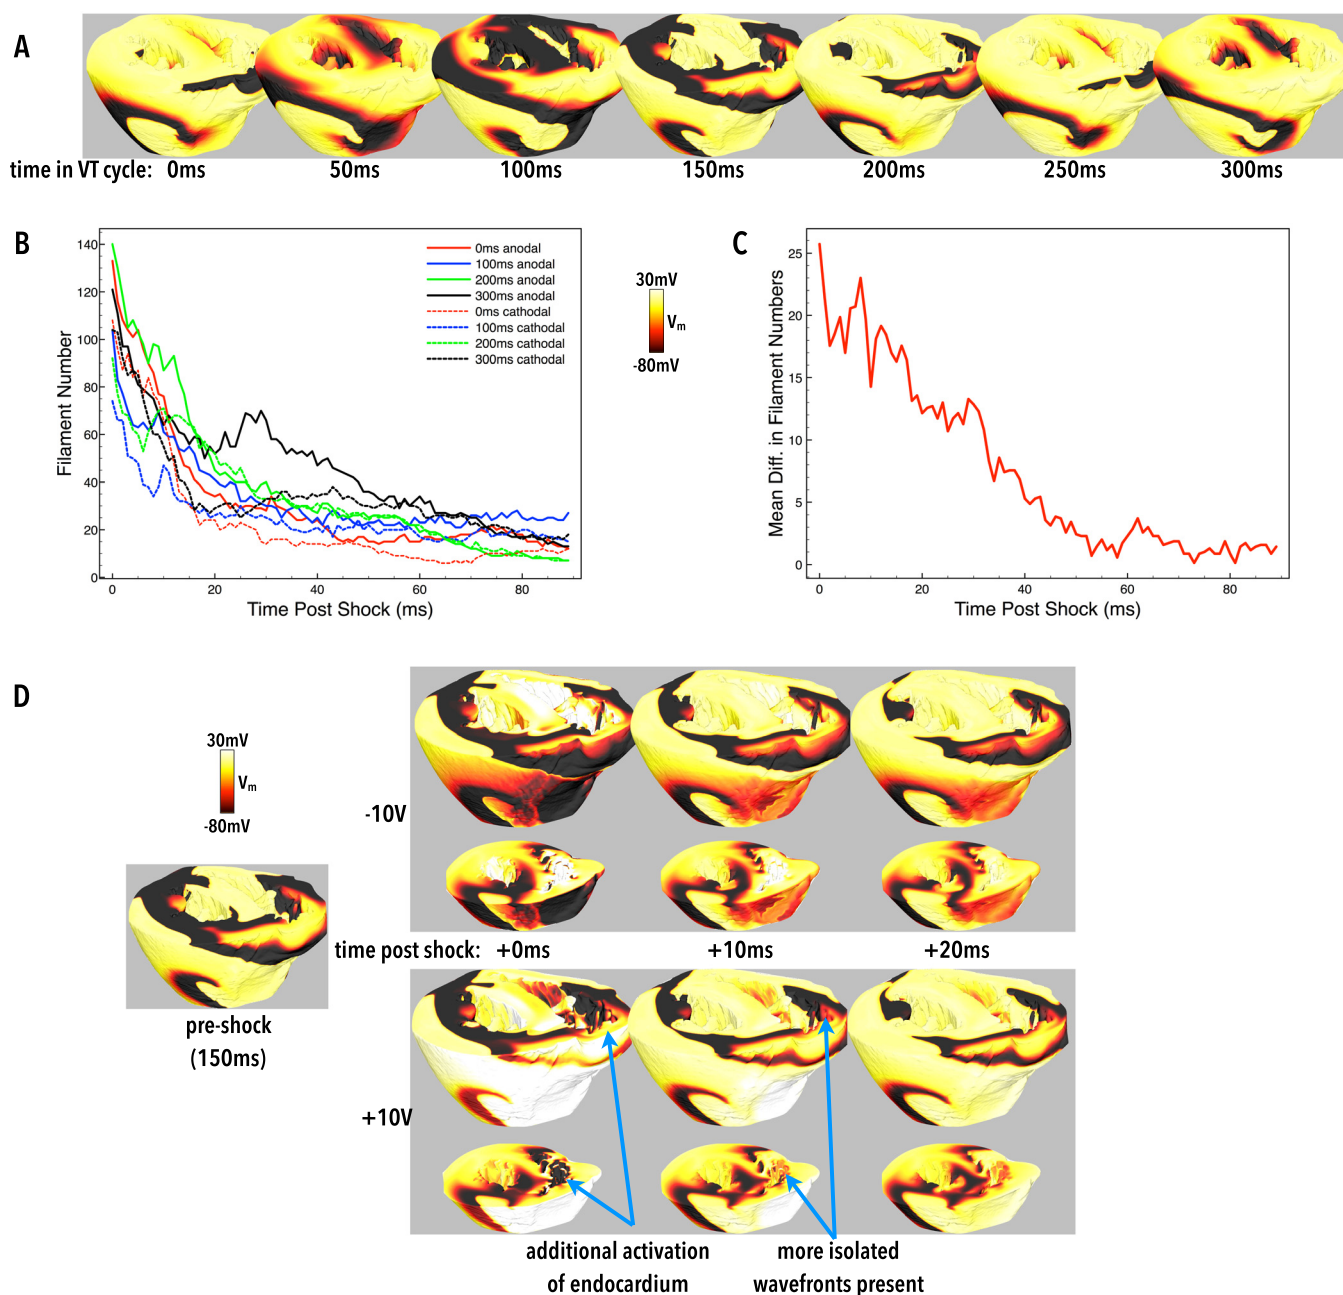 A
time in VT cycle: 0ms 50ms 100ms 150ms 200ms 250ms 300ms
B
Filament Number
140
120
100
80
60
40
20
0
0 20 40 60 80
Time Post Shock (ms)
0ms anodal
100ms anodal
200ms anodal
300ms anodal
0ms cathodal
100ms cathodal
200ms cathodal
300ms cathodal
30mV
Vm
-80mV
C
Mean Diff. in Filament Numbers
25
20
15
10
5
0
0 20 40 60 80
Time Post Shock (ms)
D
30mV
Vm
-80mV
-10V
pre-shock
(150ms)
time post shock: +0ms +10ms +20ms
+10V
additional activation
of endocardium
more isolated
wavefronts present